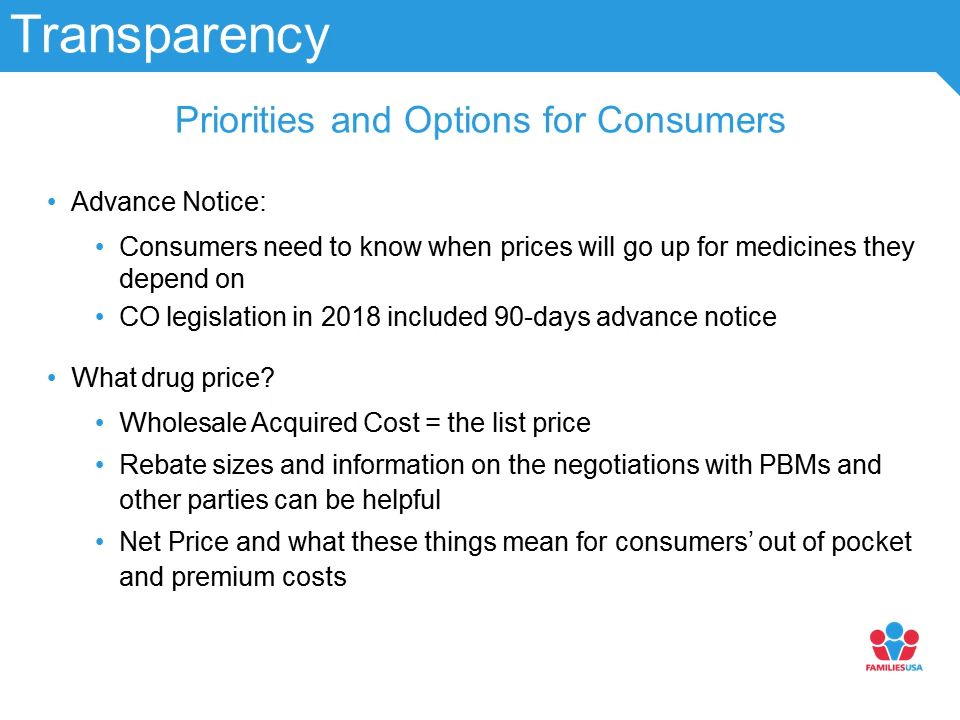 Transparency
Priorities and Options for Consumers
• Advance Notice:
• Consumers need to know when prices will go up for medicines they
depend on
• CO legislation in 2018 included 90-days advance notice
• What drug price?
• Wholesale Acquired Cost = the list price
• Rebate sizes and information on the negotiations with PBMs and
other parties can be helpful
• Net Price and what these things mean for consumers’ out of pocket
and premium costs
FAMILIESUSA